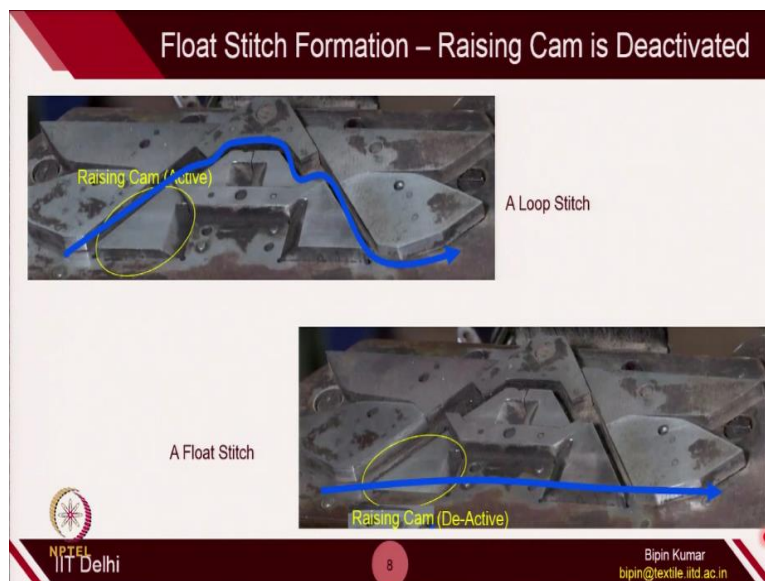 Float Stitch Formation – Raising Cam is Deactivated
Raising Cam (Active)
A Loop Stitch
A Float Stitch
Raising Cam (De-Active)
NPTEL
IIT Delhi
8
Bipin Kumar
bipin@textile.iitd.ac.in